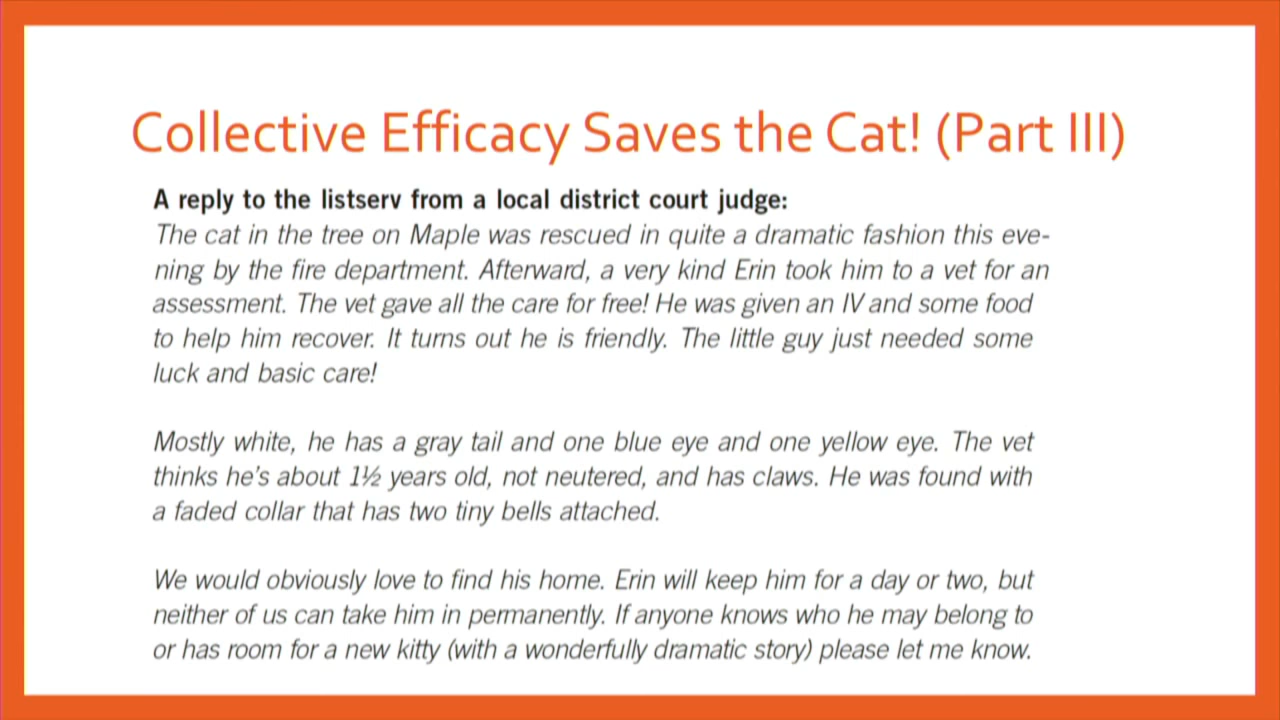 Collective Efficacy Saves the Cat! (Part III)
A reply to the listserv from a local district court judge:
The cat in the tree on Maple was rescued in quite a dramatic fashion this eve-
ning by the fire department. Afterward, a very kind Erin took him to a vet for an
assessment. The vet gave all the care for free! He was given an IV and some food
to help him recover. It turns out he is friendly. The little guy just needed some
luck and basic care!
Mostly white, he has a gray tail and one blue eye and one yellow eye. The vet
thinks he's about 1½ years old, not neutered, and has claws. He was found with
a faded collar that has two tiny bells attached.
We would obviously love to find his home. Erin will keep him for a day or two, but
neither of us can take him in permanently. If anyone knows who he may belong to
or has room for a new kitty (with a wonderfully dramatic story) please let me know.